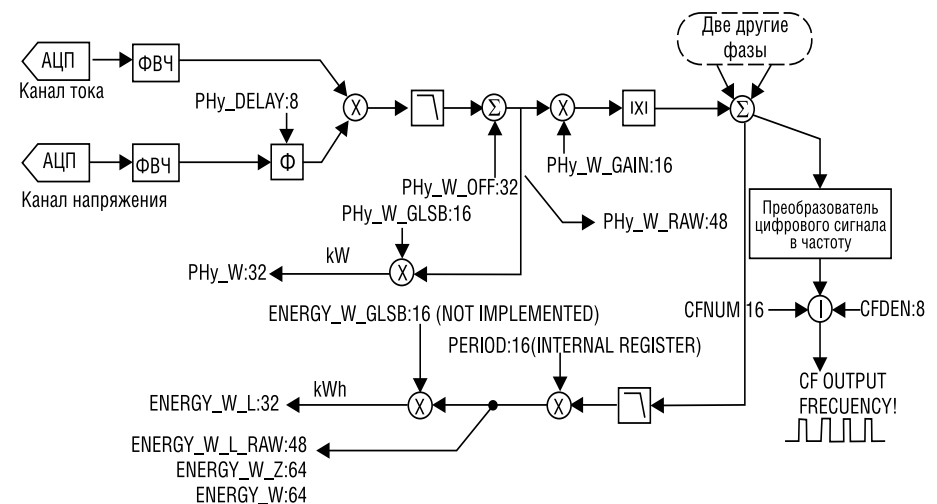 Две другие
фазы
АЦП
ФВЧ
Канал тока
PHy_DELAY:8
X
Σ
X
IXI
Σ
АЦП
ФВЧ
Φ
PHy_W_GAIN:16
Канал напряжения
PHy_W_OFF:32
PHy_W_GLSB:16
PHy_W_RAW:48
Преобразователь
цифрового сигнала
в частоту
kW
PHy_W:32
X
ENERGY_W_GLSB:16 (NOT IMPLEMENTED)
CFNUM 16
CFDEN:8
PERIOD:16(INTERNAL REGISTER)
kWh
ENERGY_W_L:32
X
X
CF OUTPUT
FRECUENCY!
ENERGY_W_L_RAW:48
ENERGY_W_Z:64
ENERGY_W:64